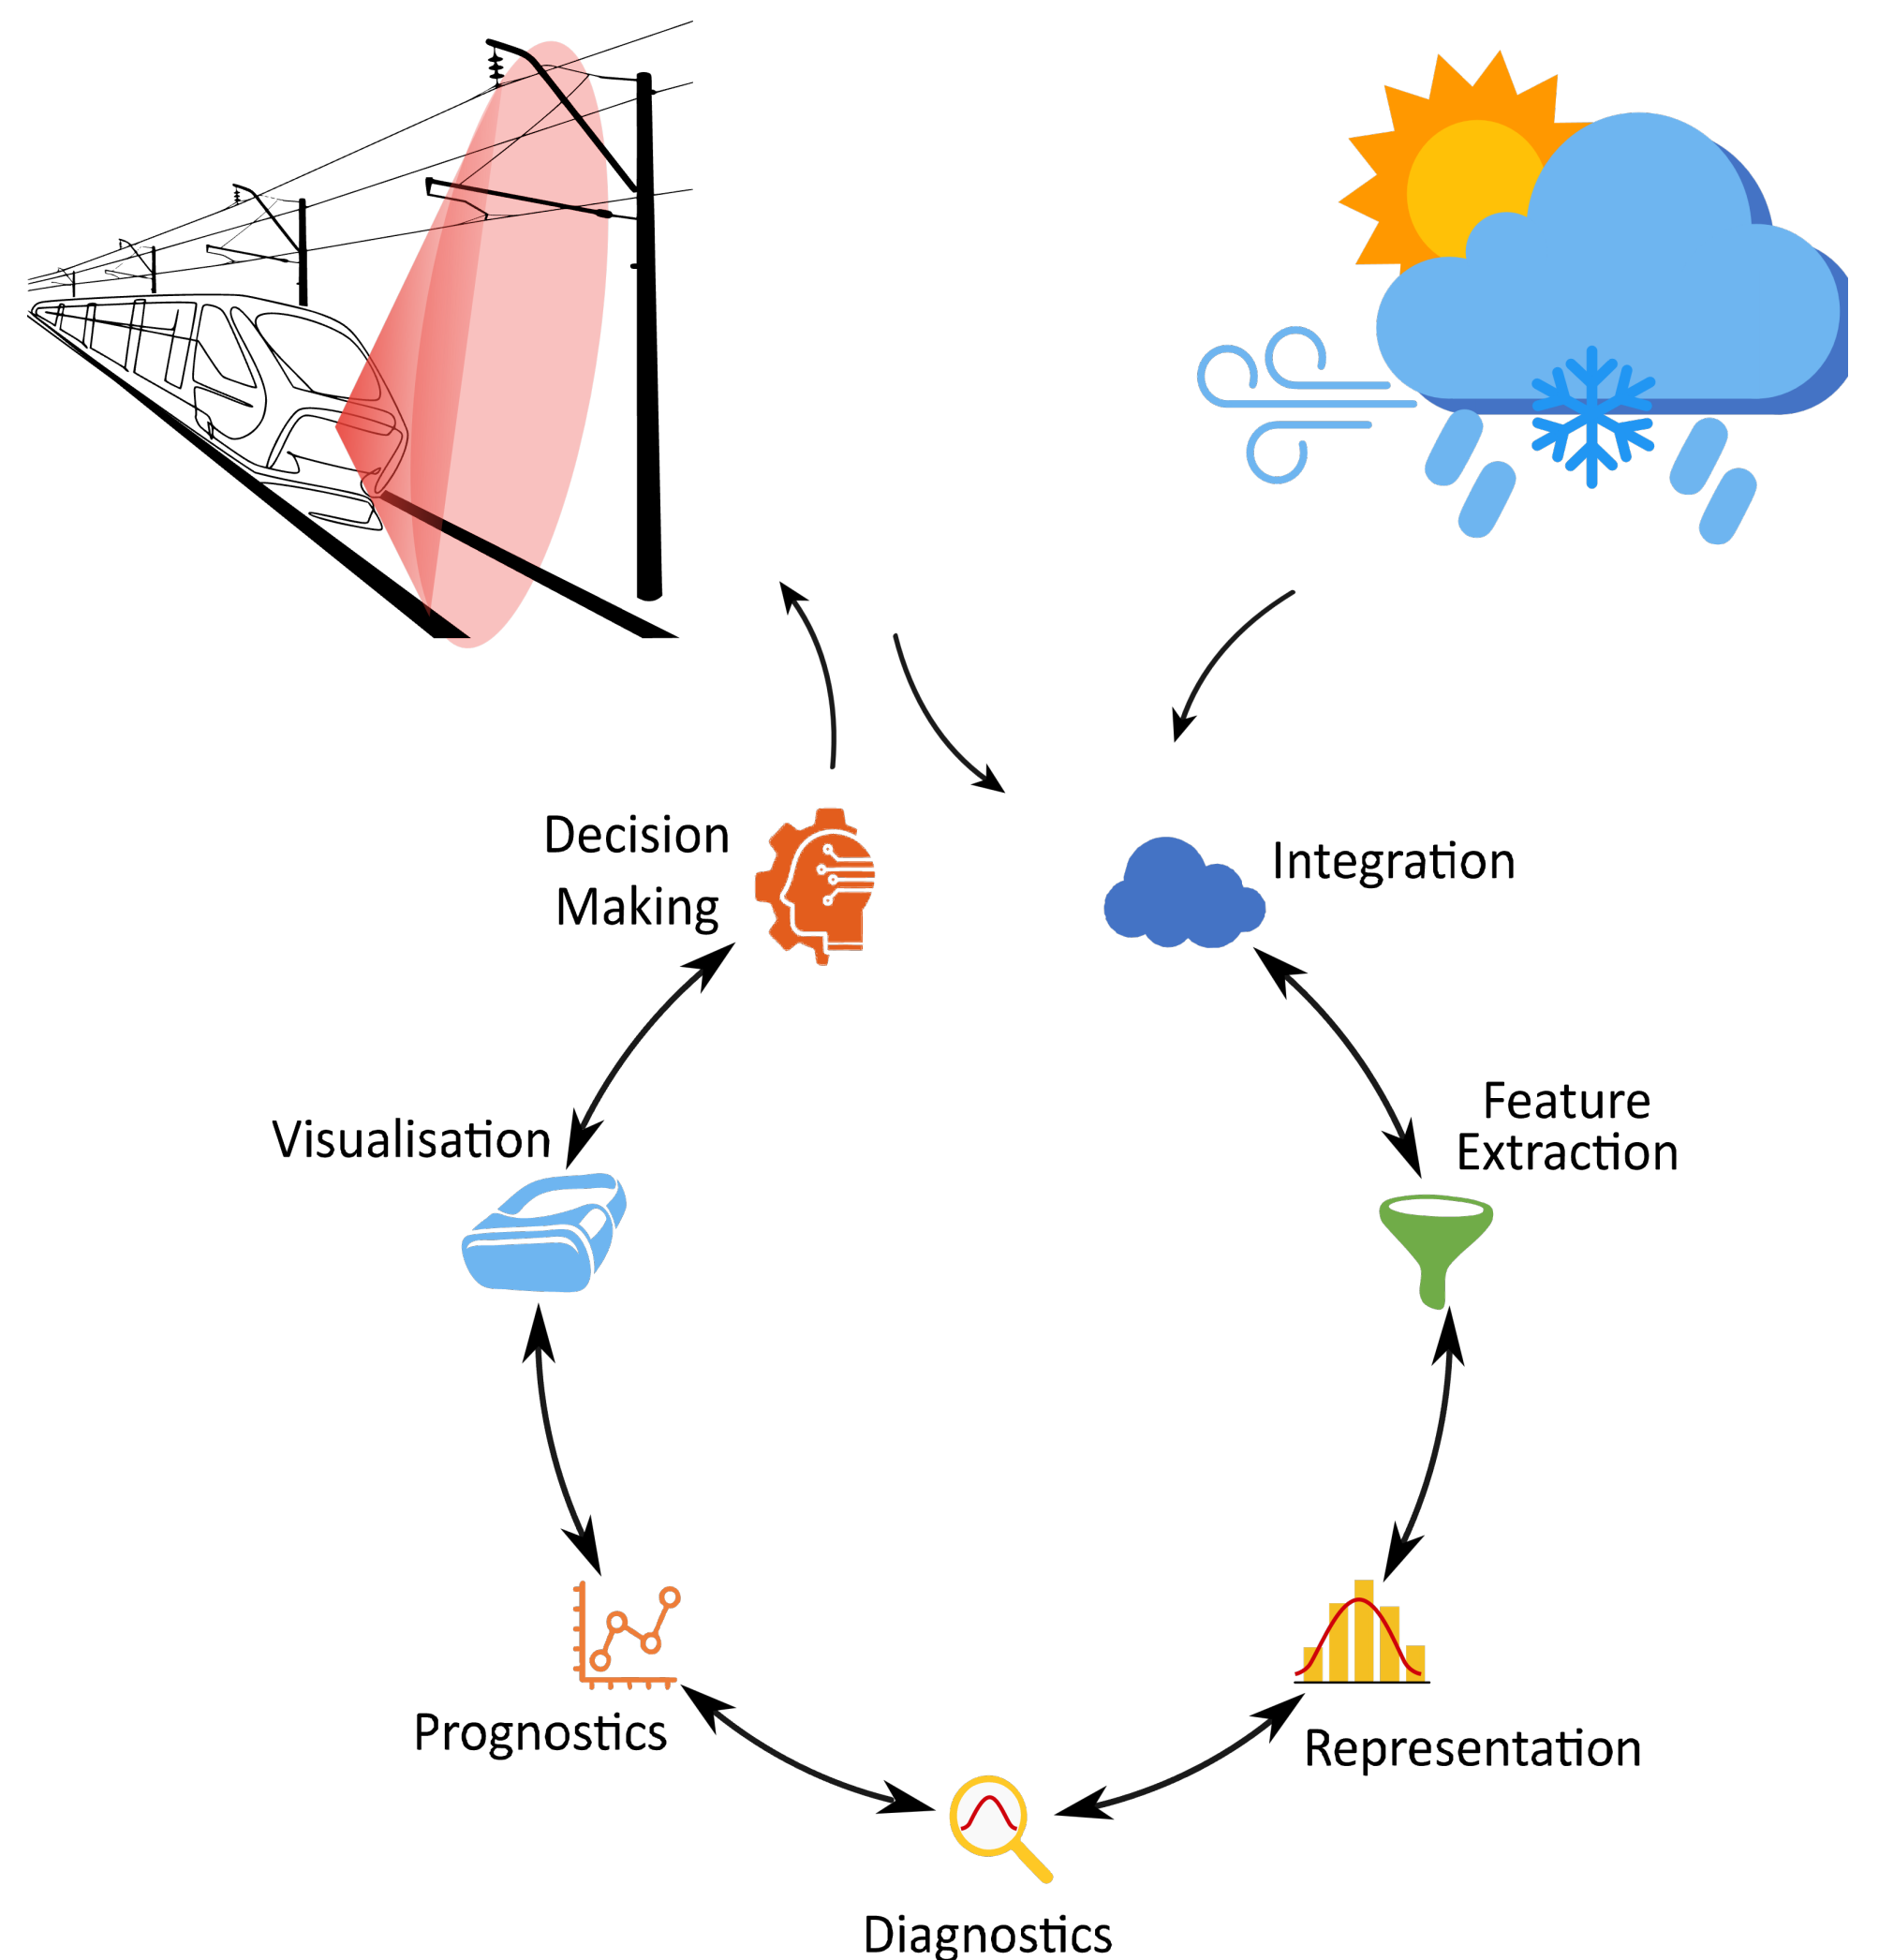 Decision
Making
Integration
Feature
Extraction
Visualisation
Prognostics
Representation
Diagnostics